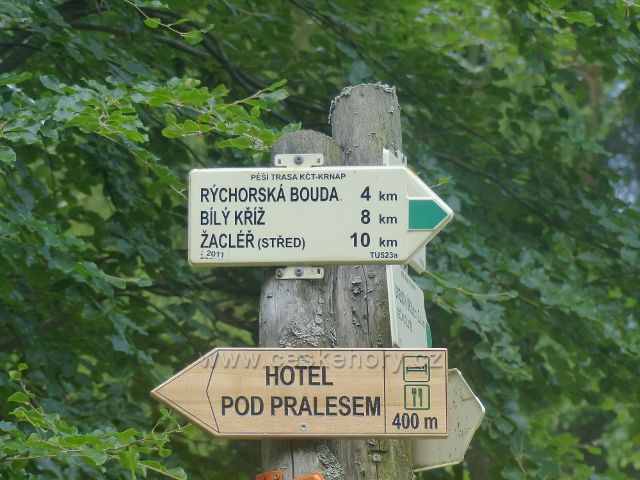 PĚŠÍ TRASA KČT-KRNAP
RÝCHORSKÁ BOUDA 4 km
BÍLÝ KŘÍŽ 8 km
ŽACLÉŘ (STŘED) 10 km
2011 TU523a
www.ceskehory.cz
HOTEL
POD PRALESEM
400 m